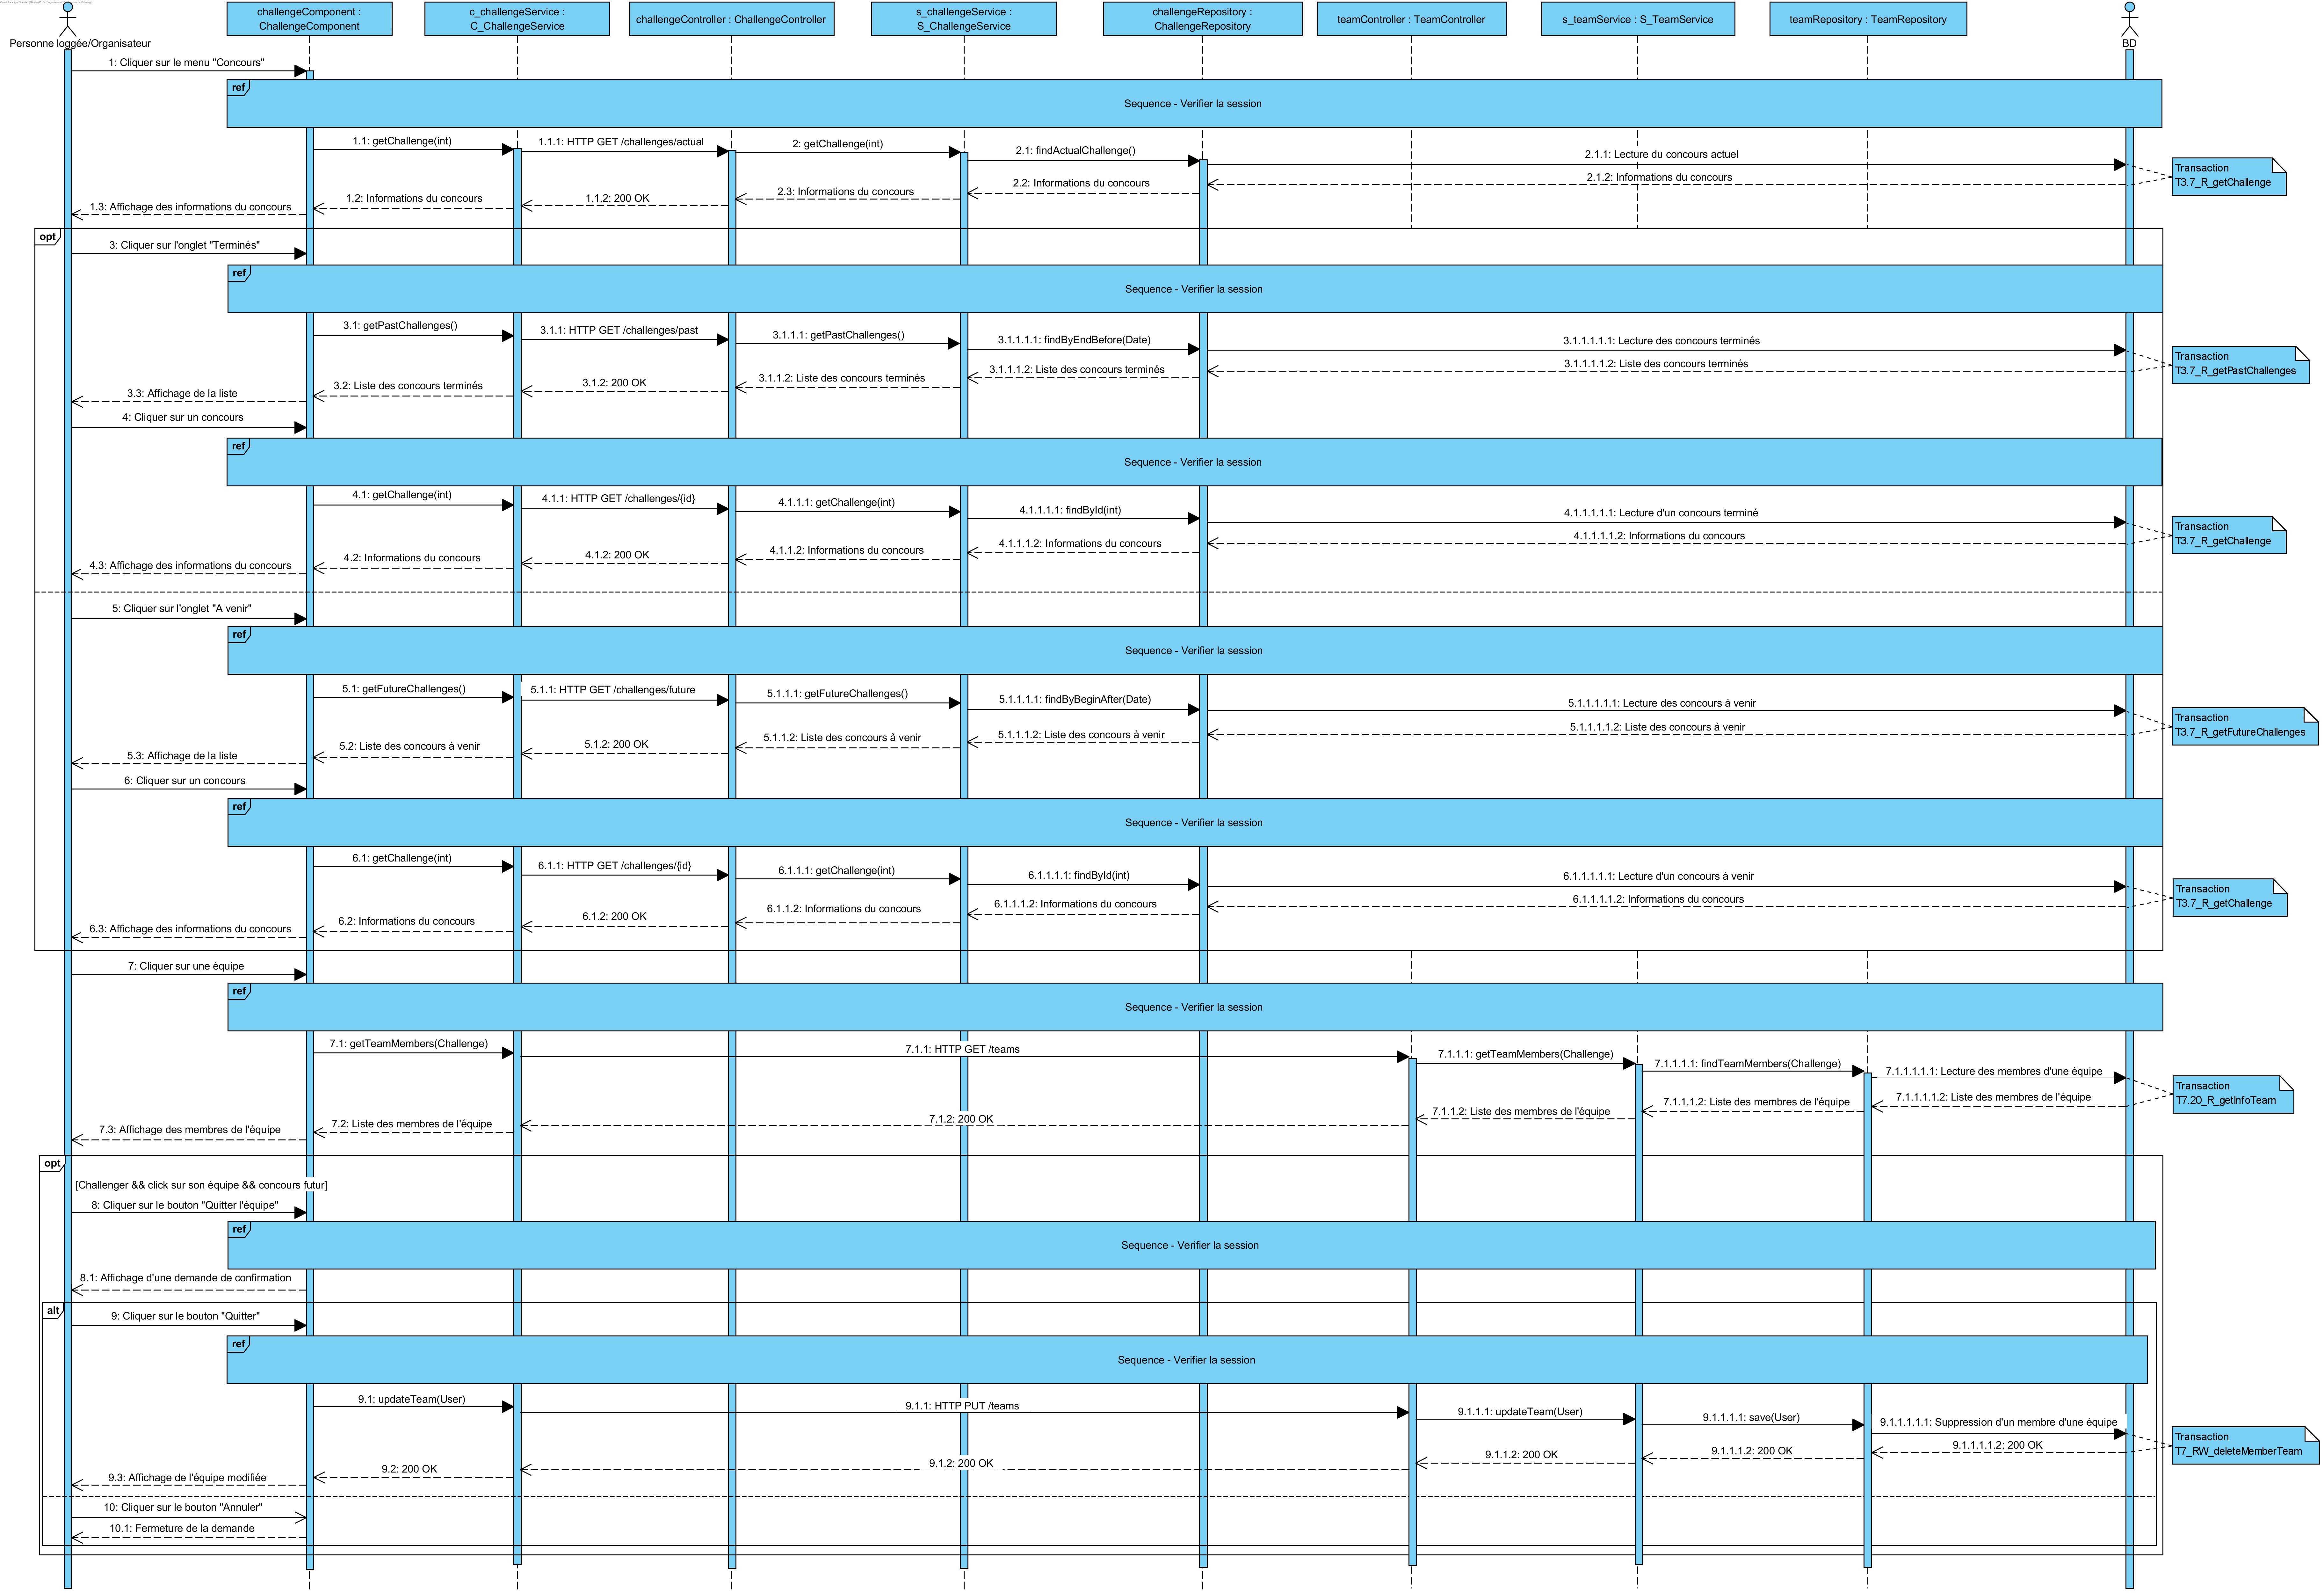 challengeComponent :
ChallengeComponent
c_challengeService :
C_ChallengeService
challengeController : ChallengeController
s_challengeService :
S_ChallengeService
challengeRepository :
ChallengeRepository
teamController : TeamController
s_teamService : S_TeamService
teamRepository : TeamRepository
Personne loggée/Organisateur
BD
1: Cliquer sur le menu "Concours"
ref
Sequence - Verifier la session
1.1: getChallenge(int)
1.1.1: HTTP GET /challenges/actual
2: getChallenge(int)
2.1: findActualChallenge()
2.1.1: Lecture du concours actuel
Transaction
T3.7_R_getChallenge
2.1.2: Informations du concours
2.2: Informations du concours
2.3: Informations du concours
1.1.2: 200 OK
1.2: Informations du concours
1.3: Affichage des informations du concours
opt
3: Cliquer sur l'onglet "Terminés"
ref
Sequence - Verifier la session
3.1: getPastChallenges()
3.1.1: HTTP GET /challenges/past
3.1.1.1: getPastChallenges()
3.1.1.1.1: findByEndBefore(Date)
3.1.1.1.1.1: Lecture des concours terminés
Transaction
T3.7_R_getPastChallenges
3.1.1.1.1.2: Liste des concours terminés
3.1.1.1.2: Liste des concours terminés
3.1.1.2: Liste des concours terminés
3.1.2: 200 OK
3.2: Liste des concours terminés
3.3: Affichage de la liste
4: Cliquer sur un concours
ref
Sequence - Verifier la session
4.1: getChallenge(int)
4.1.1: HTTP GET /challenges/{id}
4.1.1.1: getChallenge(int)
4.1.1.1.1: findById(int)
4.1.1.1.1.1: Lecture d'un concours terminé
Transaction
T3.7_R_getChallenge
4.1.1.1.1.2: Informations du concours
4.1.1.1.2: Informations du concours
4.1.1.2: Informations du concours
4.1.2: 200 OK
4.2: Informations du concours
4.3: Affichage des informations du concours
5: Cliquer sur l'onglet "A venir"
ref
Sequence - Verifier la session
5.1: getFutureChallenges()
5.1.1: HTTP GET /challenges/future
5.1.1.1: getFutureChallenges()
5.1.1.1.1: findByBeginAfter(Date)
5.1.1.1.1.1: Lecture des concours à venir
Transaction
T3.7_R_getFutureChallenges
5.1.1.1.1.2: Liste des concours à venir
5.1.1.1.2: Liste des concours à venir
5.1.1.2: Liste des concours à venir
5.1.2: 200 OK
5.2: Liste des concours à venir
5.3: Affichage de la liste
6: Cliquer sur un concours
ref
Sequence - Verifier la session
6.1: getChallenge(int)
6.1.1: HTTP GET /challenges/{id}
6.1.1.1: getChallenge(int)
6.1.1.1.1: findById(int)
6.1.1.1.1.1: Lecture d'un concours à venir
Transaction
T3.7_R_getChallenge
6.1.1.1.1.2: Informations du concours
6.1.1.1.2: Informations du concours
6.1.1.2: Informations du concours
6.1.2: 200 OK
6.2: Informations du concours
6.3: Affichage des informations du concours
7: Cliquer sur une équipe
ref
Sequence - Verifier la session
7.1: getTeamMembers(Challenge)
7.1.1: HTTP GET /teams
7.1.1.1: getTeamMembers(Challenge)
7.1.1.1.1: findTeamMembers(Challenge)
7.1.1.1.1.1: Lecture des membres d'une équipe
Transaction
T7.20_R_getInfoTeam
7.1.1.1.1.2: Liste des membres de l'équipe
7.1.1.1.2: Liste des membres de l'équipe
7.1.1.2: Liste des membres de l'équipe
7.1.2: 200 OK
7.2: Liste des membres de l'équipe
7.3: Affichage des membres de l'équipe
opt
[Challenger && click sur son équipe && concours futur]
8: Cliquer sur le bouton "Quitter l'équipe"
ref
Sequence - Verifier la session
8.1: Affichage d'une demande de confirmation
alt
9: Cliquer sur le bouton "Quitter"
ref
Sequence - Verifier la session
9.1: updateTeam(User)
9.1.1: HTTP PUT /teams
9.1.1.1: updateTeam(User)
9.1.1.1.1: save(User)
9.1.1.1.1.1: Suppression d'un membre d'une équipe
Transaction
T7_RW_deleteMemberTeam
9.1.1.1.1.2: 200 OK
9.1.1.1.2: 200 OK
9.1.1.2: 200 OK
9.1.2: 200 OK
9.2: 200 OK
9.3: Affichage de l'équipe modifiée
10: Cliquer sur le bouton "Annuler"
10.1: Fermeture de la demande